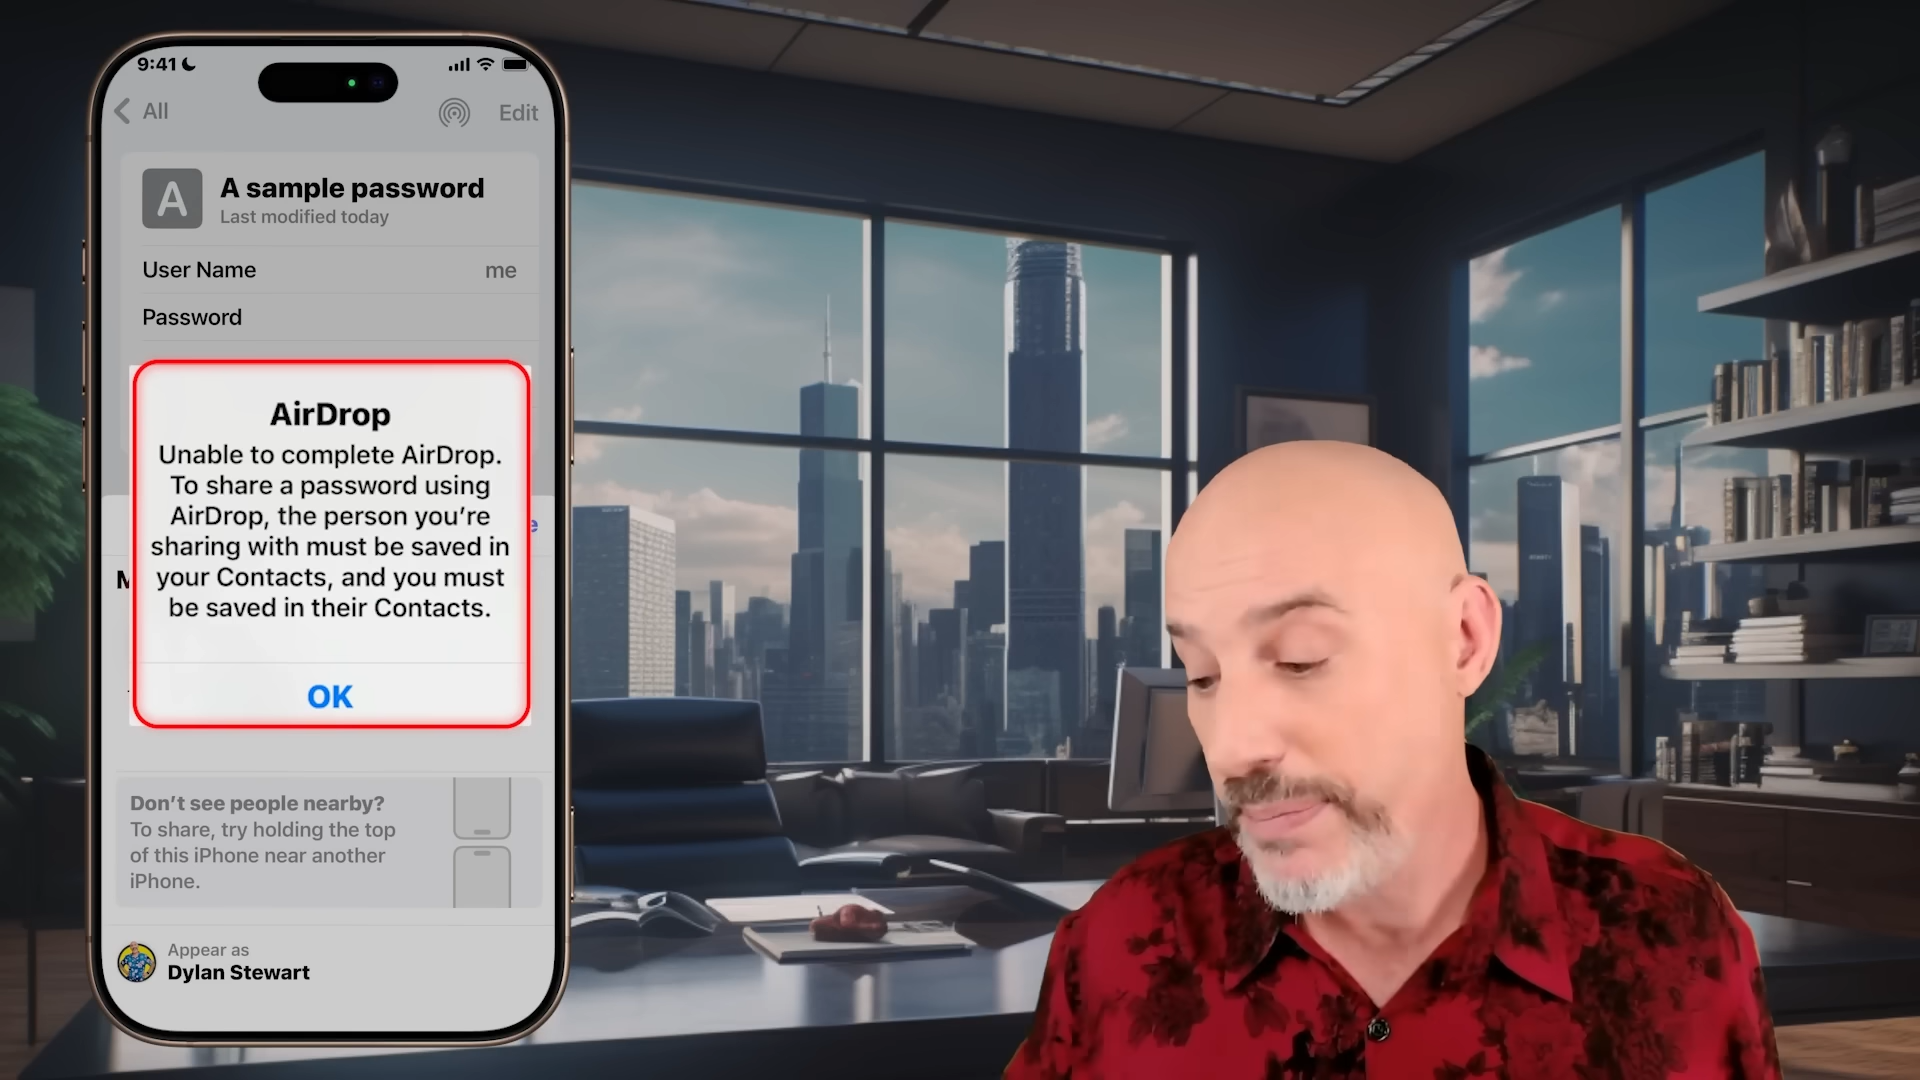 9:41
All
Edit
A
A sample password
Last modified today
User Name
me
Password
AirDrop
Unable to complete AirDrop.
To share a password using
AirDrop, the person you’re
sharing with must be saved in
your Contacts, and you must
be saved in their Contacts.
OK
Don’t see people nearby?
To share, try holding the top
of this iPhone near another
iPhone.
Appear as
Dylan Stewart